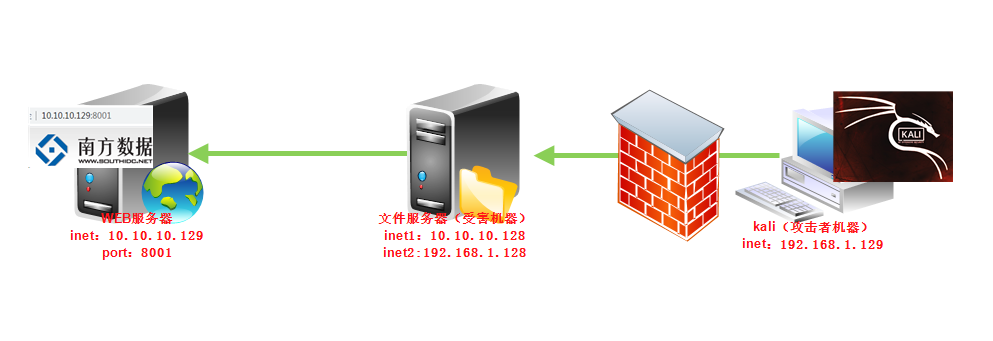 10.10.10.129:8001
南方数据
WWW.SOUTHIDC.NET
WEB服务器
inet: 10.10.10.129
port: 8001
文件服务器（受害机器）
inet1: 10.10.10.128
inet2:192.168.1.128
KALI
kali（攻击者机器）
inet: 192.168.1.129